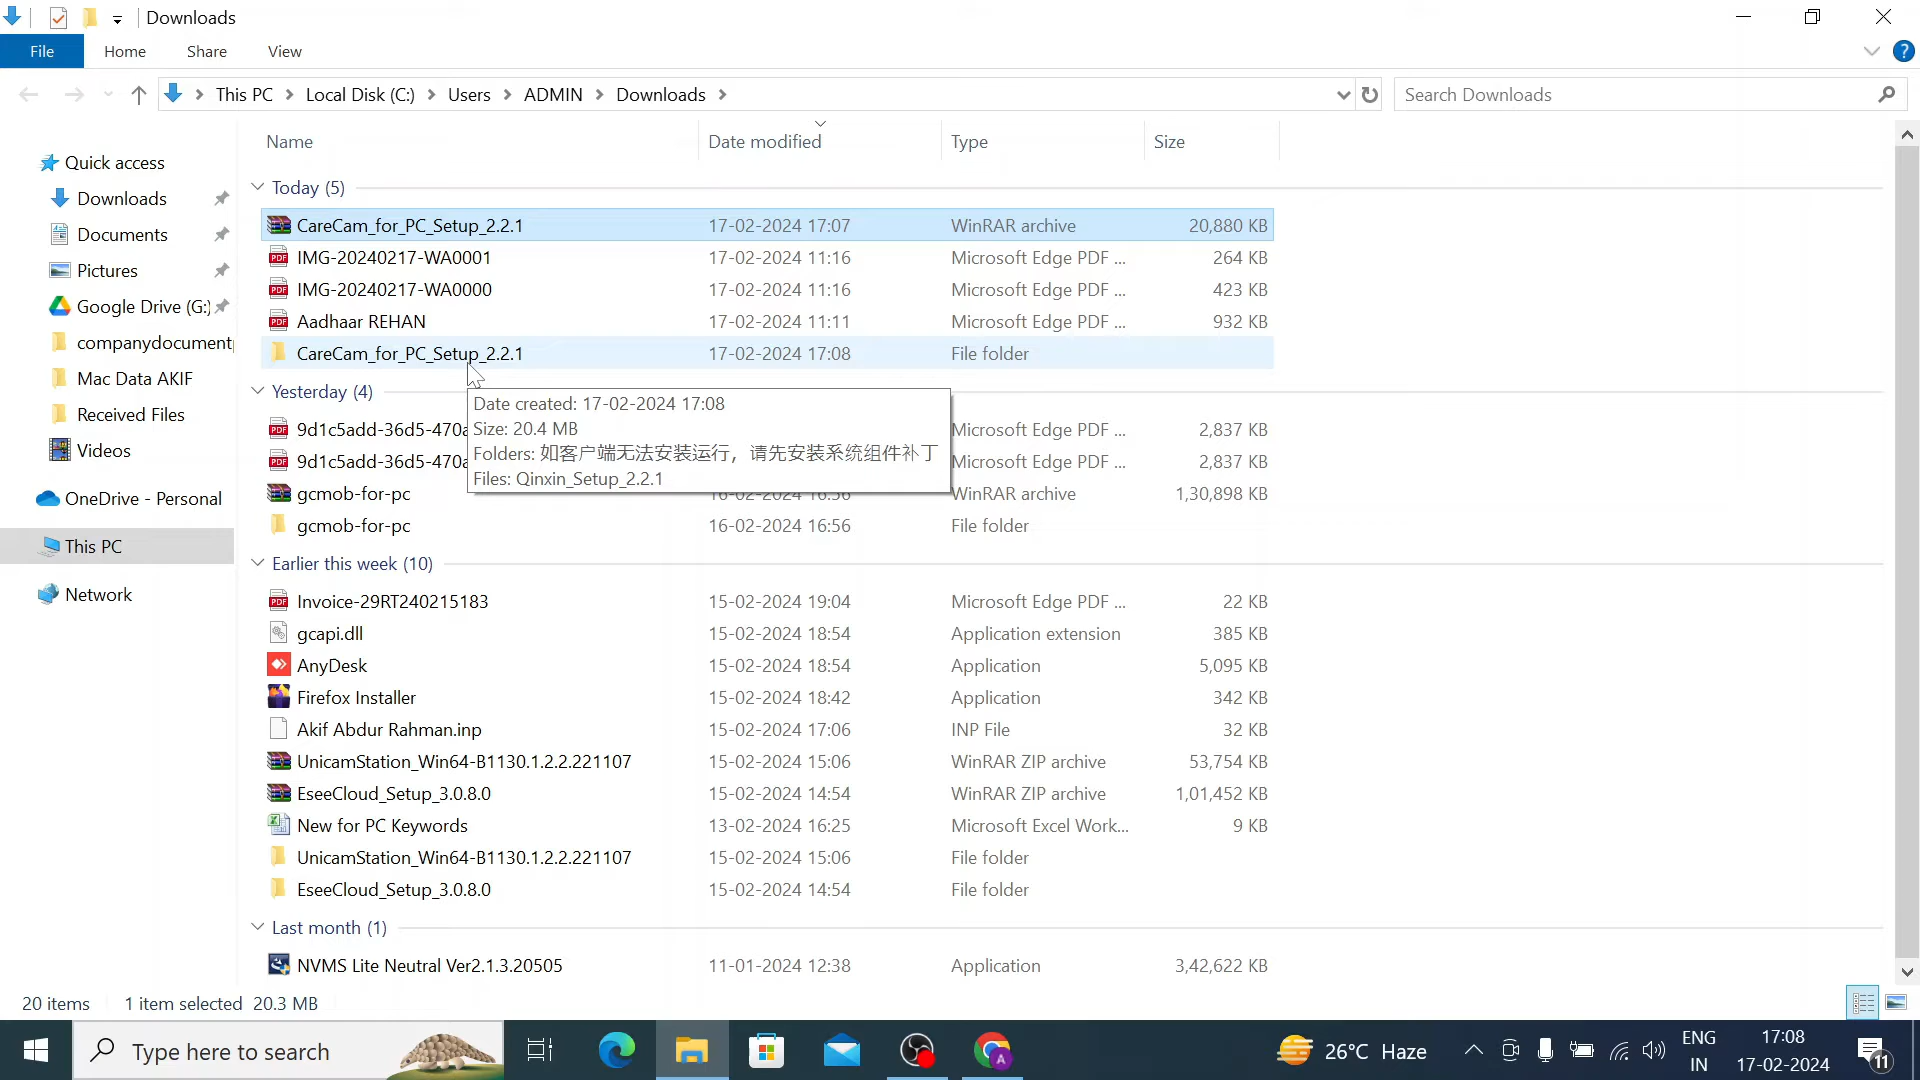 Downloads
File Home Share View
This PC Local Disk (C:) Users ADMIN Downloads
Search Downloads
Name Date modified Type Size
Quick access
Downloads
Documents
Pictures
Google Drive (G:)
companydocument
Mac Data AKIF
Received Files
Videos
OneDrive - Personal
This PC
Network
Today (5)
CareCam_for_PC_Setup_2.2.1 17-02-2024 17:07 WinRAR archive 20,880 KB
IMG-20240217-WA0001 17-02-2024 11:16 Microsoft Edge PDF ... 264 KB
IMG-20240217-WA0000 17-02-2024 11:16 Microsoft Edge PDF ... 423 KB
Aadhaar REHAN 17-02-2024 11:11 Microsoft Edge PDF ... 932 KB
CareCam_for_PC_Setup_2.2.1 17-02-2024 17:08 File folder
Yesterday (4)
Date created: 17-02-2024 17:08
Size: 20.4 MB
Folders: 如客户端无法安装运行，请先安装系统组件补丁
Files: Qinxin_Setup_2.2.1
9d1c5add-36d5-470a Microsoft Edge PDF ... 2,837 KB
9d1c5add-36d5-470a Microsoft Edge PDF ... 2,837 KB
gcmob-for-pc 16-02-2024 16:56 WinRAR archive 1,30,898 KB
gcmob-for-pc 16-02-2024 16:56 File folder
Earlier this week (10)
Invoice-29RT240215183 15-02-2024 19:04 Microsoft Edge PDF ... 22 KB
gcapi.dll 15-02-2024 18:54 Application extension 385 KB
AnyDesk 15-02-2024 18:54 Application 5,095 KB
Firefox Installer 15-02-2024 18:42 Application 342 KB
Akif Abdur Rahman.inp 15-02-2024 17:06 INP File 32 KB
UnicamStation_Win64-B1130.1.2.2.221107 15-02-2024 15:06 WinRAR ZIP archive 53,754 KB
EseeCloud_Setup_3.0.8.0 15-02-2024 14:54 WinRAR ZIP archive 1,01,452 KB
New for PC Keywords 13-02-2024 16:25 Microsoft Excel Work... 9 KB
UnicamStation_Win64-B1130.1.2.2.221107 15-02-2024 15:06 File folder
EseeCloud_Setup_3.0.8.0 15-02-2024 14:54 File folder
Last month (1)
NVMS Lite Neutral Ver2.1.3.20505 11-01-2024 12:38 Application 3,42,622 KB
20 items 1 item selected 20.3 MB
Type here to search
26°C Haze
ENG
IN
17:08
17-02-2024
11